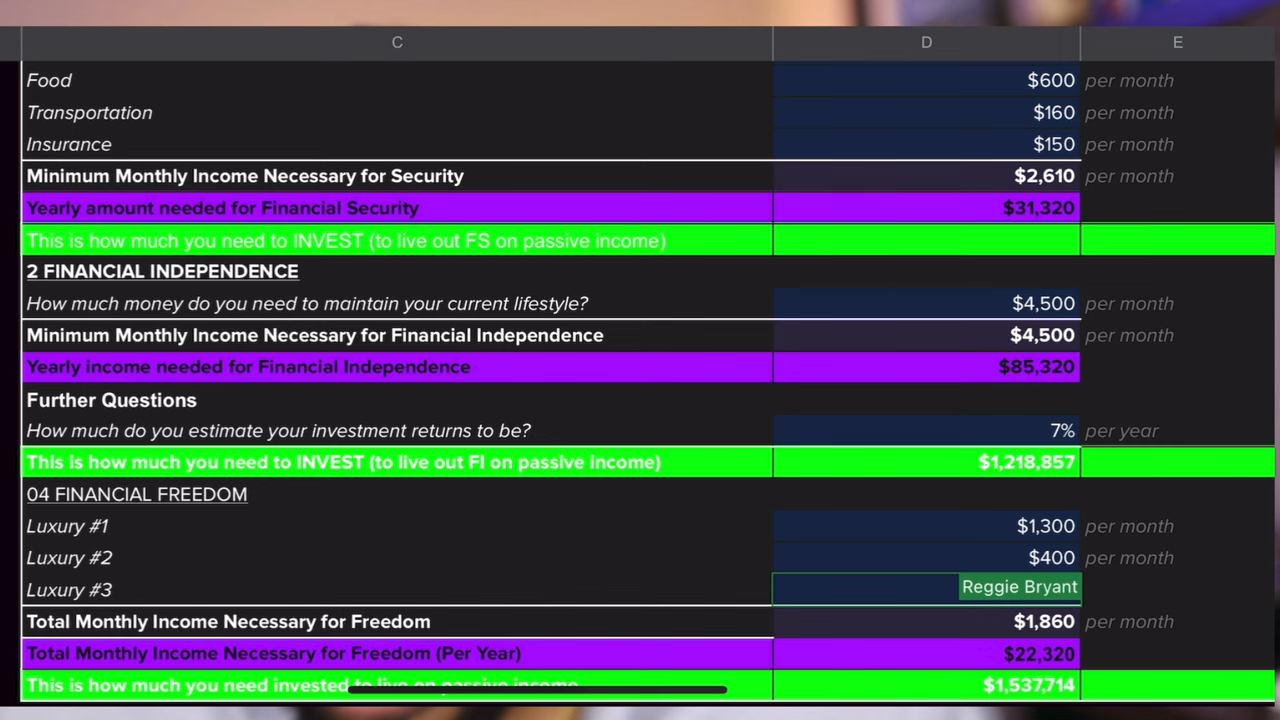 C D E
Food $600 per month
Transportation $160 per month
Insurance $150 per month
Minimum Monthly Income Necessary for Security $2,610 per month
Yearly amount needed for Financial Security $31,320
This is how much you need to INVEST (to live out FS on passive income)
2 FINANCIAL INDEPENDENCE
How much money do you need to maintain your current lifestyle? $4,500 per month
Minimum Monthly Income Necessary for Financial Independence $4,500 per month
Yearly income needed for Financial Independence $85,320
Further Questions
How much do you estimate your investment returns to be? 7% per year
This is how much you need to INVEST (to live out FI on passive income) $1,218,857
04 FINANCIAL FREEDOM
Luxury #1 $1,300 per month
Luxury #2 $400 per month
Luxury #3 Reggie Bryant
Total Monthly Income Necessary for Freedom $1,860 per month
Total Monthly Income Necessary for Freedom (Per Year) $22,320
This is how much you need invested to live on passive income $1,537,714